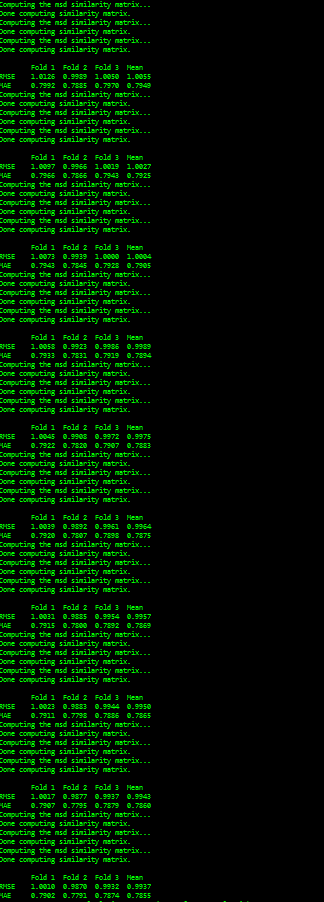 Computing the msd similarity matrix...
Done computing similarity matrix.
Computing the msd similarity matrix...
Done computing similarity matrix.
Computing the msd similarity matrix...
Done computing similarity matrix.
Fold 1 Fold 2 Fold 3 Mean
RMSE 1.0126 0.9989 1.0050 1.0055
MAE 0.7992 0.7885 0.7970 0.7949
Computing the msd similarity matrix...
Done computing similarity matrix.
Computing the msd similarity matrix...
Done computing similarity matrix.
Computing the msd similarity matrix...
Done computing similarity matrix.
Fold 1 Fold 2 Fold 3 Mean
RMSE 1.0097 0.9966 1.0019 1.0027
MAE 0.7966 0.7866 0.7943 0.7925
Computing the msd similarity matrix...
Done computing similarity matrix.
Computing the msd similarity matrix...
Done computing similarity matrix.
Computing the msd similarity matrix...
Done computing similarity matrix.
Fold 1 Fold 2 Fold 3 Mean
RMSE 1.0073 0.9939 1.0000 1.0004
MAE 0.7943 0.7845 0.7928 0.7905
Computing the msd similarity matrix...
Done computing similarity matrix.
Computing the msd similarity matrix...
Done computing similarity matrix.
Computing the msd similarity matrix...
Done computing similarity matrix.
Fold 1 Fold 2 Fold 3 Mean
RMSE 1.0058 0.9923 0.9986 0.9989
MAE 0.7933 0.7831 0.7919 0.7894
Computing the msd similarity matrix...
Done computing similarity matrix.
Computing the msd similarity matrix...
Done computing similarity matrix.
Computing the msd similarity matrix...
Done computing similarity matrix.
Fold 1 Fold 2 Fold 3 Mean
RMSE 1.0045 0.9908 0.9972 0.9975
MAE 0.7922 0.7820 0.7907 0.7883
Computing the msd similarity matrix...
Done computing similarity matrix.
Computing the msd similarity matrix...
Done computing similarity matrix.
Computing the msd similarity matrix...
Done computing similarity matrix.
Fold 1 Fold 2 Fold 3 Mean
RMSE 1.0039 0.9892 0.9961 0.9964
MAE 0.7920 0.7807 0.7898 0.7875
Computing the msd similarity matrix...
Done computing similarity matrix.
Computing the msd similarity matrix...
Done computing similarity matrix.
Computing the msd similarity matrix...
Done computing similarity matrix.
Fold 1 Fold 2 Fold 3 Mean
RMSE 1.0031 0.9885 0.9954 0.9957
MAE 0.7915 0.7800 0.7892 0.7869
Computing the msd similarity matrix...
Done computing similarity matrix.
Computing the msd similarity matrix...
Done computing similarity matrix.
Computing the msd similarity matrix...
Done computing similarity matrix.
Fold 1 Fold 2 Fold 3 Mean
RMSE 1.0023 0.9883 0.9944 0.9950
MAE 0.7911 0.7798 0.7886 0.7865
Computing the msd similarity matrix...
Done computing similarity matrix.
Computing the msd similarity matrix...
Done computing similarity matrix.
Computing the msd similarity matrix...
Done computing similarity matrix.
Fold 1 Fold 2 Fold 3 Mean
RMSE 1.0017 0.9877 0.9937 0.9943
MAE 0.7907 0.7795 0.7879 0.7860
Computing the msd similarity matrix...
Done computing similarity matrix.
Computing the msd similarity matrix...
Done computing similarity matrix.
Computing the msd similarity matrix...
Done computing similarity matrix.
Fold 1 Fold 2 Fold 3 Mean
RMSE 1.0010 0.9870 0.9932 0.9937
MAE 0.7902 0.7791 0.7874 0.7855